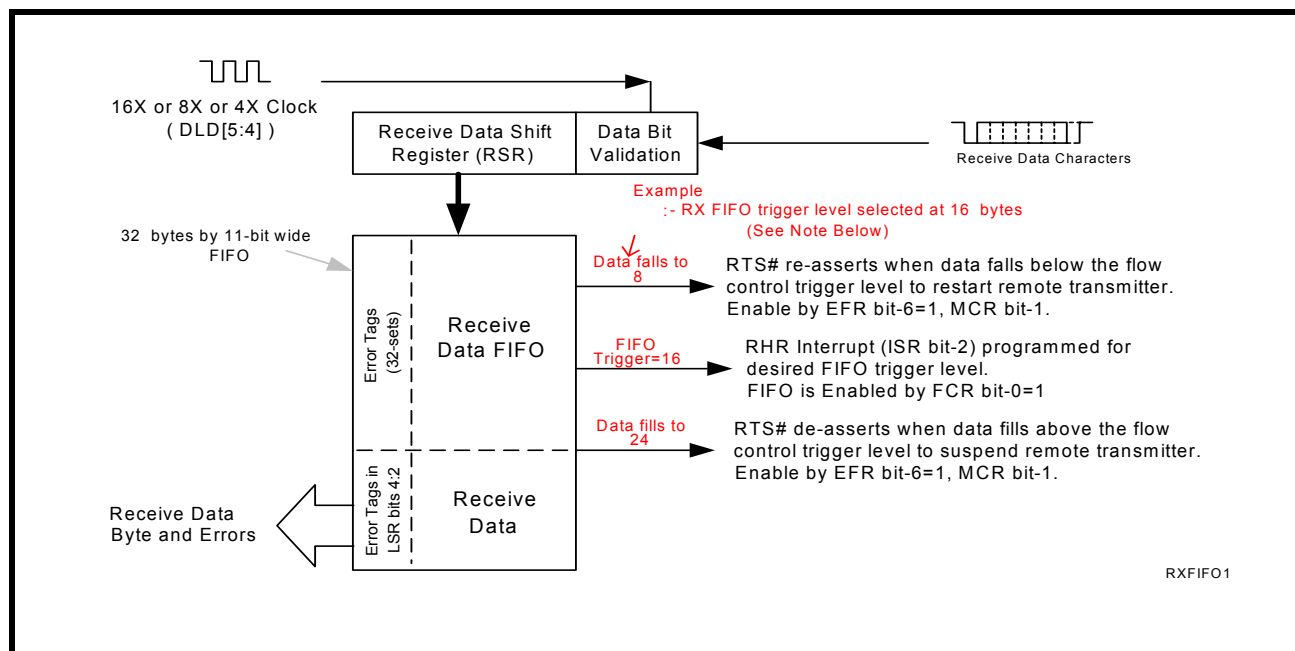 16X or 8X or 4X Clock
( DLD[5:4] )
Receive Data Shift
Register (RSR)
Data Bit
Validation
Receive Data Characters
Example
:- RX FIFO trigger level selected at 16 bytes
(See Note Below)
32 bytes by 11-bit wide
FIFO
Data falls to
8
RTS# re-asserts when data falls below the flow
control trigger level to restart remote transmitter.
Enable by EFR bit-6=1, MCR bit-1.
Error Tags
(32-sets)
Receive
Data FIFO
FIFO
Trigger=16
RHR Interrupt (ISR bit-2) programmed for
desired FIFO trigger level.
FIFO is Enabled by FCR bit-0=1
Data fills to
24
RTS# de-asserts when data fills above the flow
control trigger level to suspend remote transmitter.
Enable by EFR bit-6=1, MCR bit-1.
Error Tags in
LSR bits 4:2
Receive
Data
Receive Data
Byte and Errors
RXFIFO1